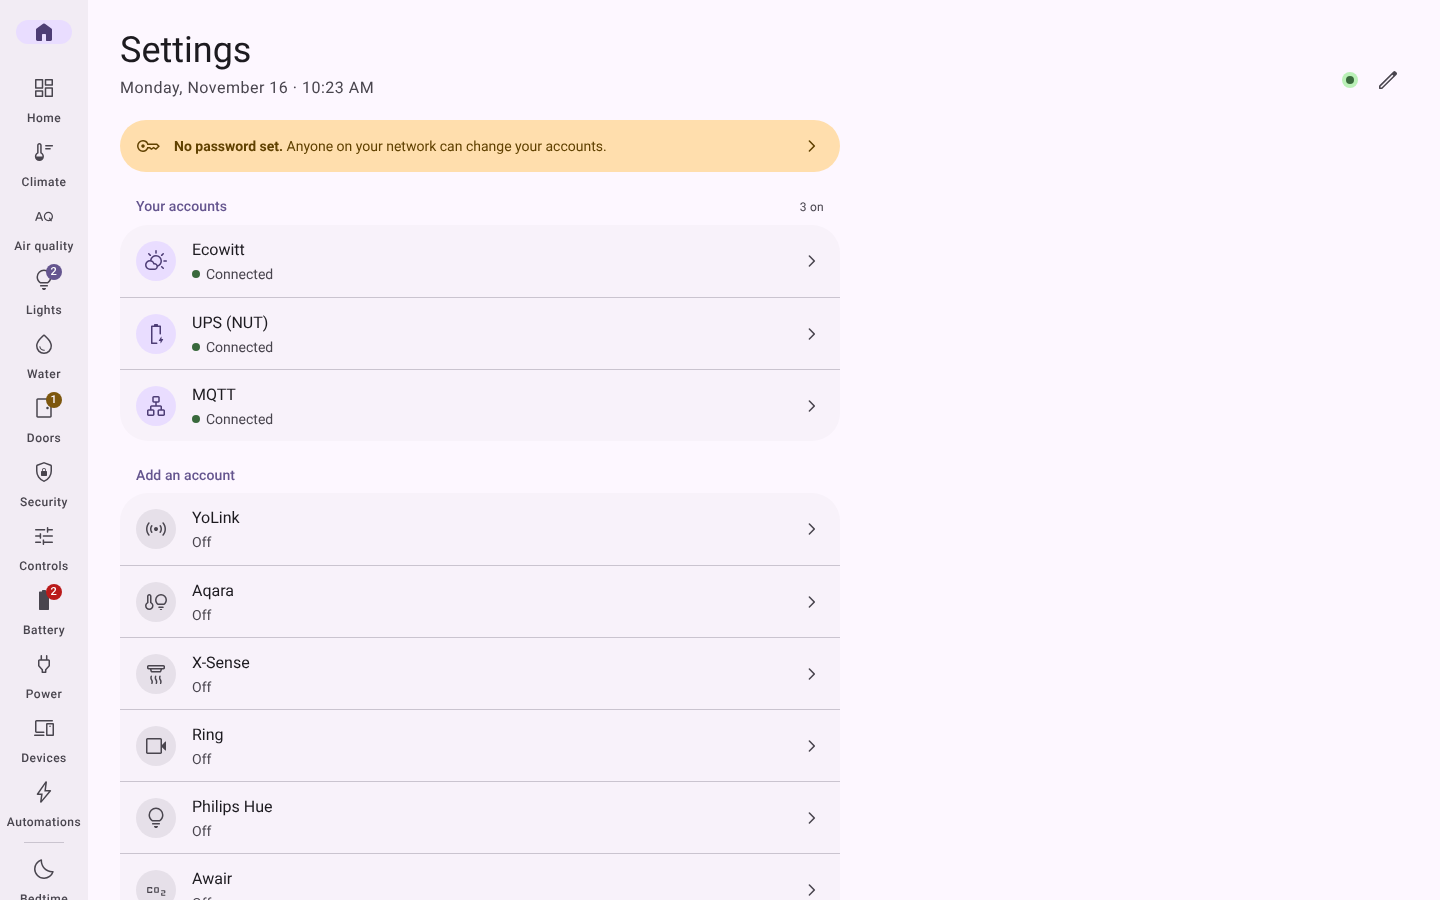 Settings
Monday, November 16 · 10:23 AM
No password set. Anyone on your network can change your accounts.
Your accounts
3 on
Ecowitt
Connected
UPS (NUT)
Connected
MQTT
Connected
Add an account
YoLink
Off
Aqara
Off
X-Sense
Off
Ring
Off
Philips Hue
Off
CO2
Awair
Home
Climate
AQ
Air quality
2
Lights
Water
1
Doors
Security
Controls
2
Battery
Power
Devices
Automations
Bedtime